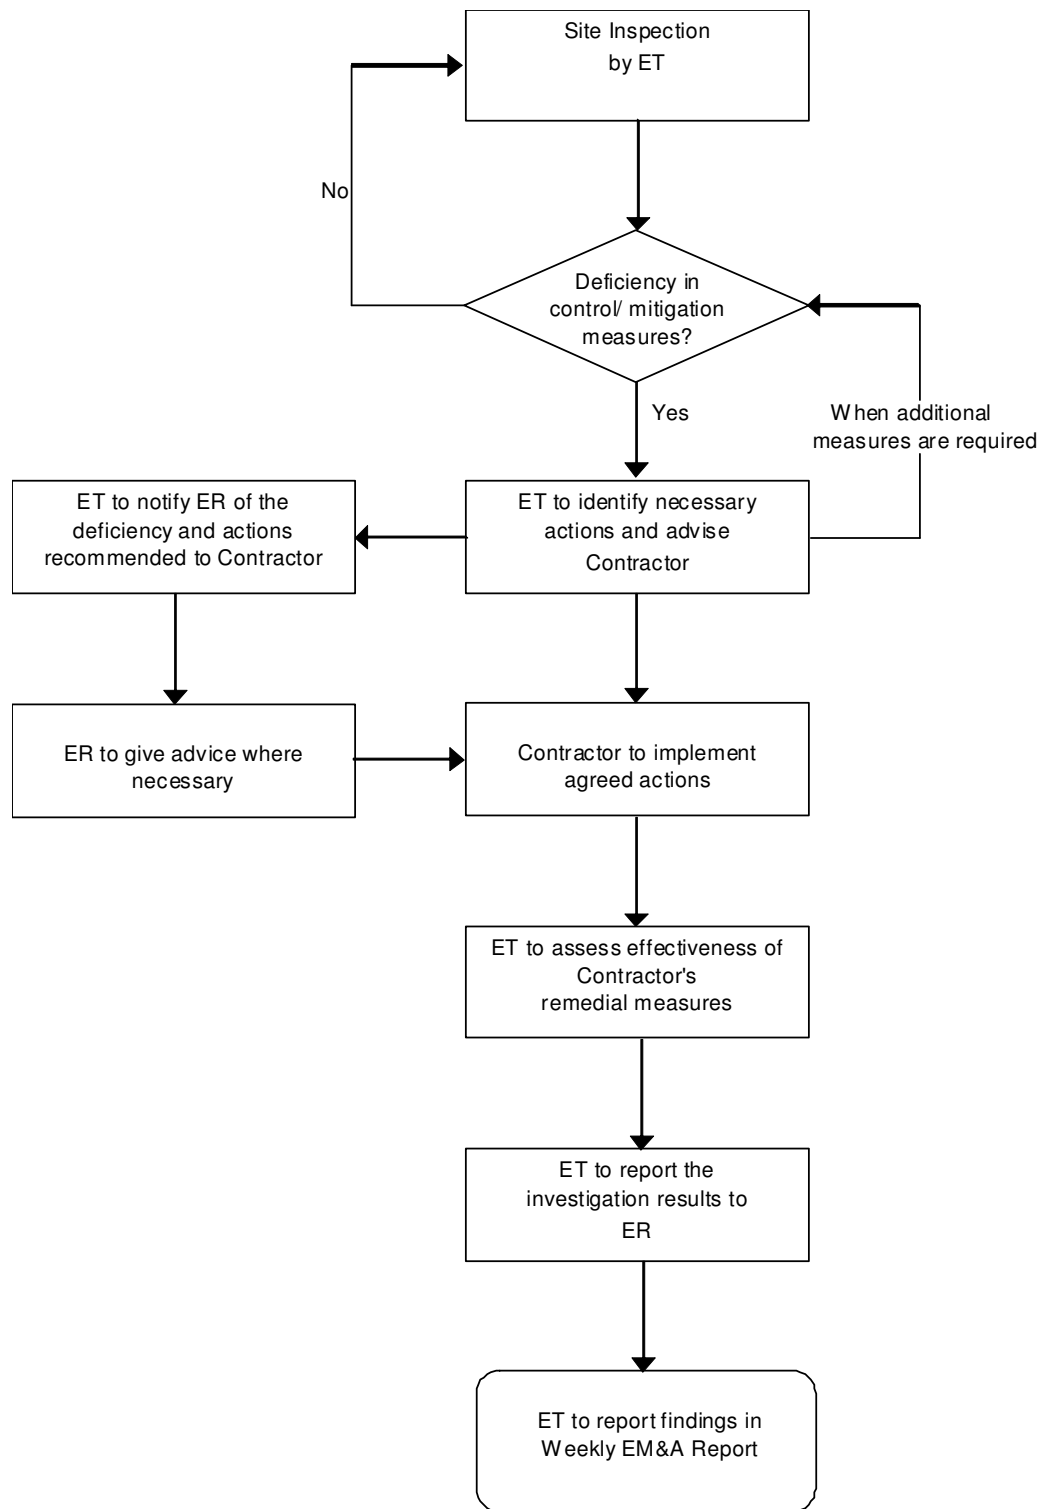 Site Inspection
by ET
No
Deficiency in
control/ mitigation
measures?
Yes
When additional
measures are required
ET to notify ER of the
deficiency and actions
recommended to Contractor
ET to identify necessary
actions and advise
Contractor
ER to give advice where
necessary
Contractor to implement
agreed actions
ET to assess effectiveness of
Contractor's
remedial measures
ET to report the
investigation results to
ER
ET to report findings in
Weekly EM&A Report